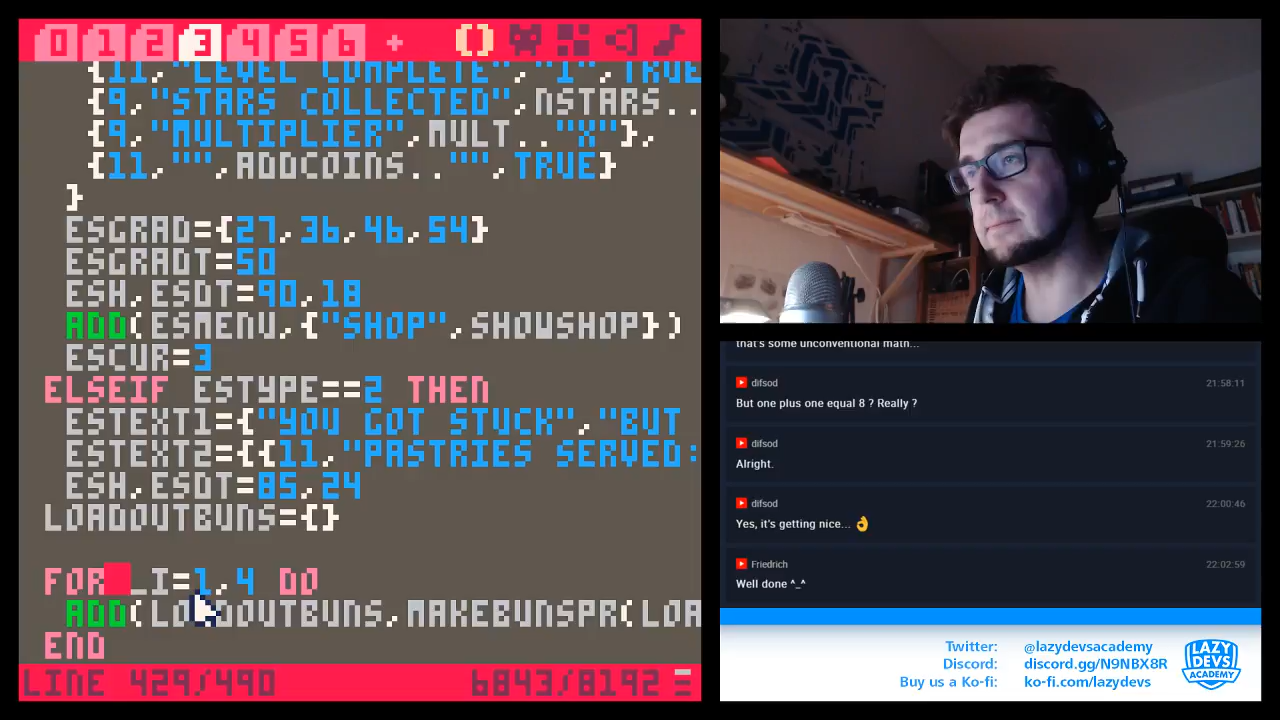 0 1 2 3 4 5 6 + ()
{11,"LEVEL COMPLETE","1",TRUE
{9,"STARS COLLECTED",NSTARS..
{9,"MULTIPLIER",MULT.."X"},
{11,"",ADDCOINS.."",TRUE}
}
ESGRAD={27,36,46,54}
ESGRADT=50
ESH,ESDT=90,18
ADD(ESMENU,{"SHOP",SHOWSHOP})
ESCUR=3
ELSEIF ESTYPE==2 THEN
ESTEXT1={"YOU GOT STUCK","BUT
ESTEXT2={{11,"PASTRIES SERVED:
ESH,ESDT=85,24
LOADOUTBUNS={}
FOR _I=1,4 DO
ADD(LOADOUTBUNS,MAKEBUNSPR(LOA
END
LINE 429/490 6843/8192
that's some unconventional math...
difsod 21:58:11
But one plus one equal 8 ? Really ?
difsod 21:59:26
Alright.
difsod 22:00:46
Yes, it's getting nice... 👌
Friedrich 22:02:59
Well done ^_^
Twitter: @lazydevsacademy
Discord: discord.gg/N9NBX8R
Buy us a Ko-fi: ko-fi.com/lazydevs
LAZY
DEVS
ACADEMY